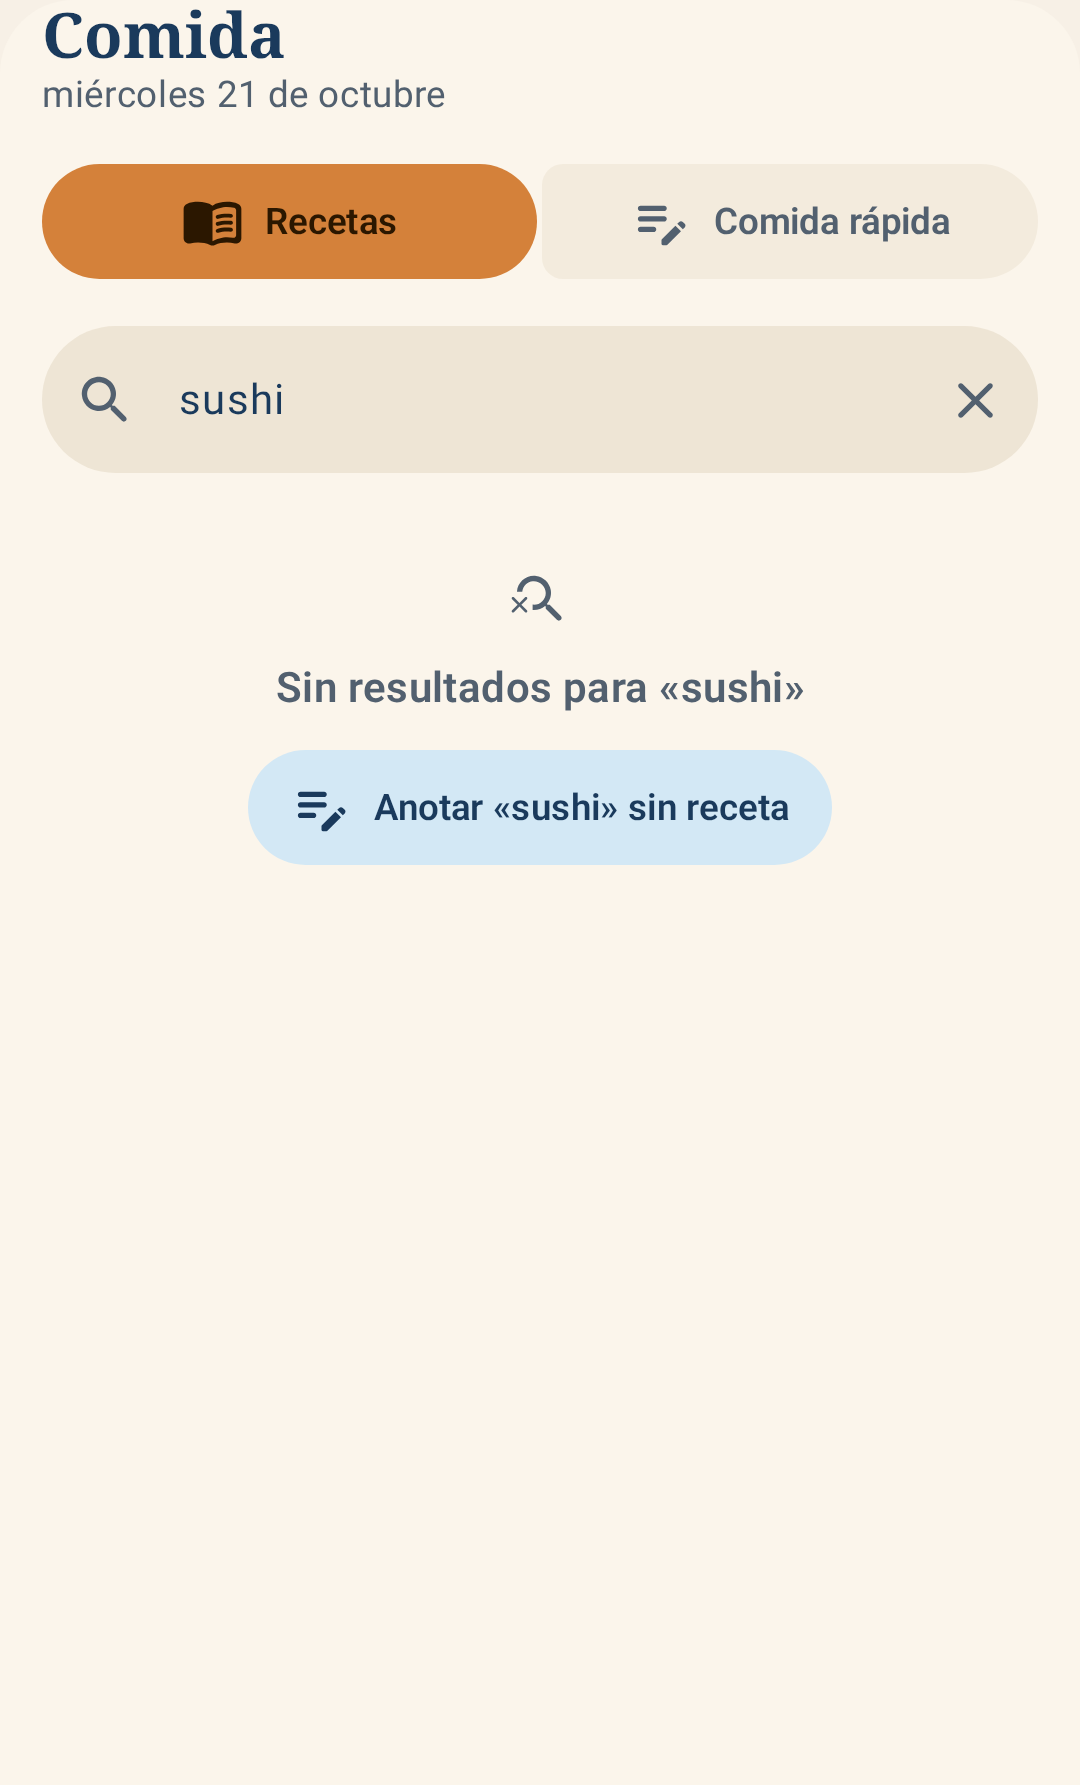 Comida
miércoles 21 de octubre
Recetas
Comida rápida
sushi
Sin resultados para «sushi»
Anotar «sushi» sin receta